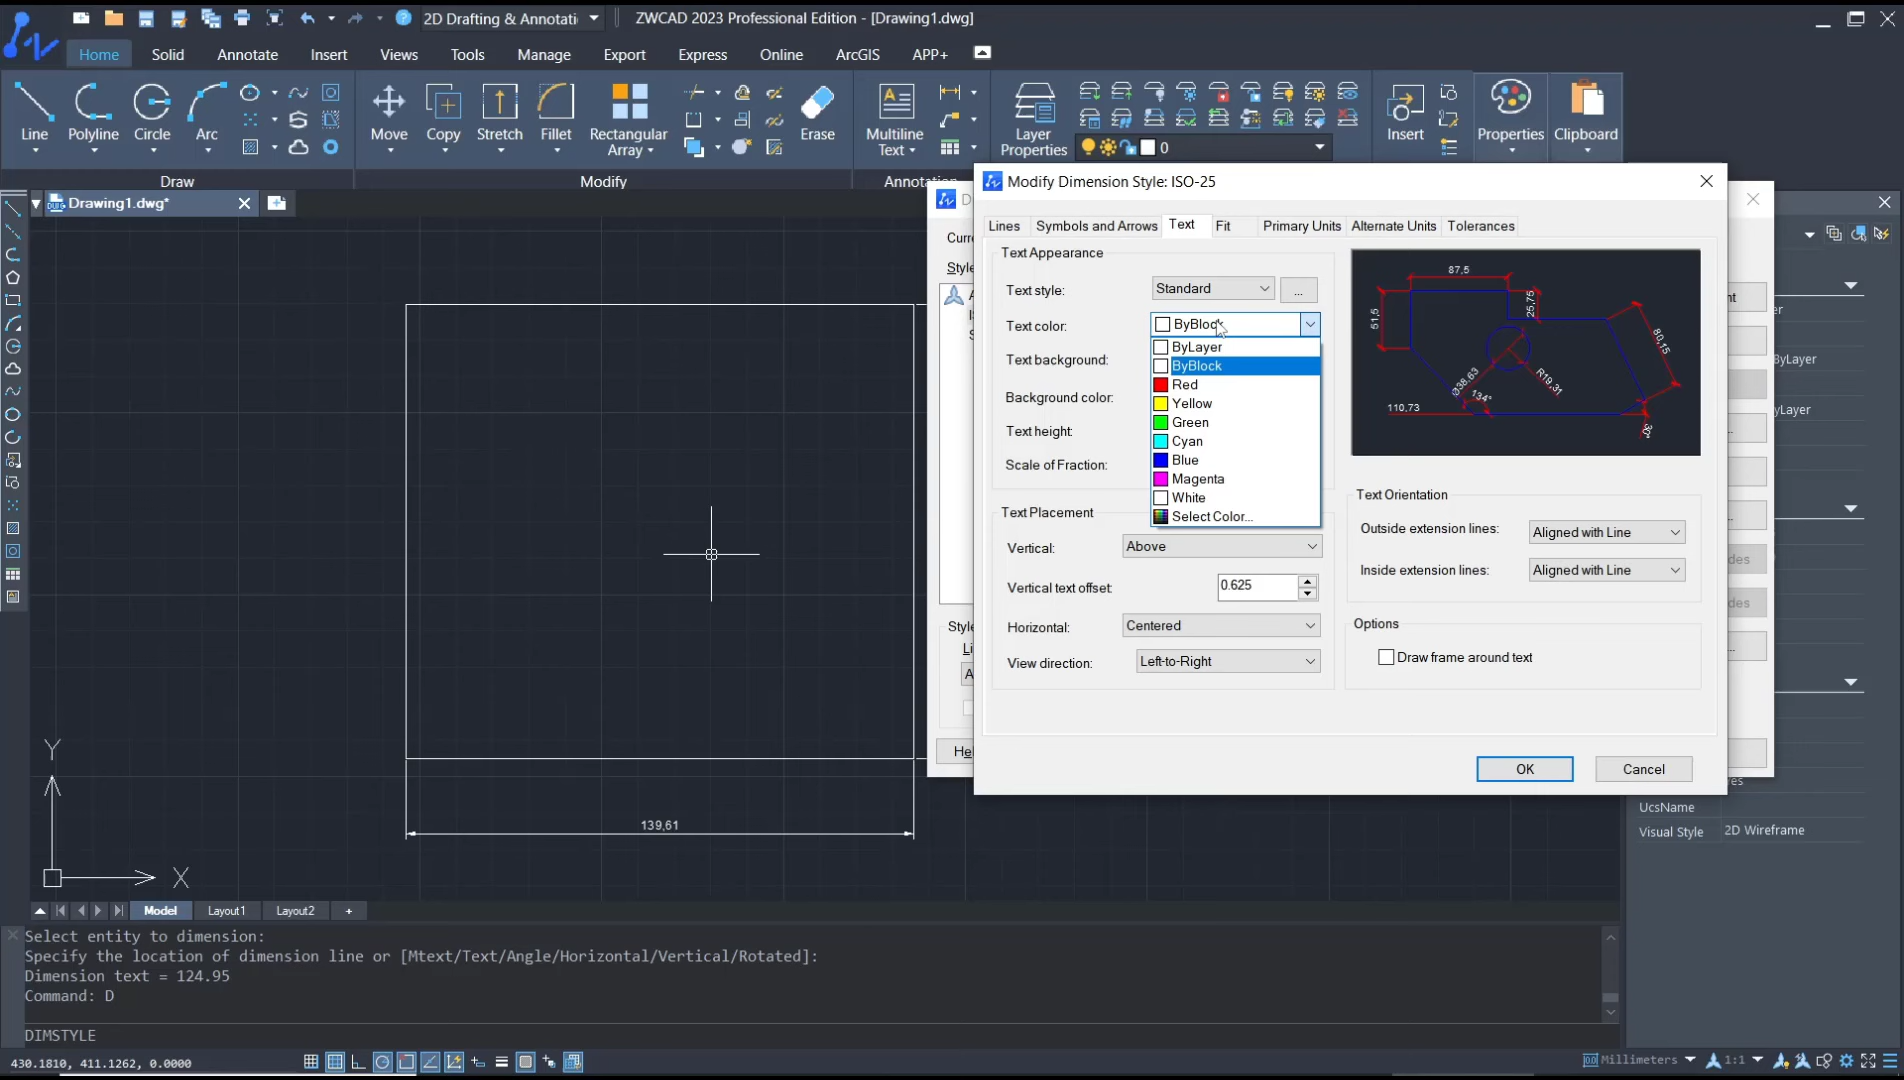 2D Drafting & Annotati
ZWCAD 2023 Professional Edition - [Drawing1.dwg]
Home Solid Annotate Insert Views Tools Manage Export Express Online ArcGIS APP+
Line Polyline Circle Arc
Move Copy Stretch Fillet Rectangular Array Erase
Multiline Text
Layer Properties
0
Insert Properties Clipboard
Draw
Modify
Annotation
Drawing1.dwg*
Modify Dimension Style: ISO-25
Lines Symbols and Arrows Text Fit Primary Units Alternate Units Tolerances
Text Appearance
Text style: Standard ...
Text color: ByBlock
ByLayer
ByBlock
Red
Yellow
Green
Cyan
Blue
Magenta
White
Select Color...
Text background:
Background color:
Text height:
Scale of Fraction:
Text Placement
Vertical: Above
Vertical text offset: 0.625
Horizontal: Centered
View direction: Left-to-Right
87,5
51,5
25,75
80,15
Ø38,63
R19,31
134°
110,73
30°
Text Orientation
Outside extension lines: Aligned with Line
Inside extension lines: Aligned with Line
Options
Draw frame around text
OK
Cancel
ByLayer
yLayer
des
des
UcsName
Visual Style 2D Wireframe
139,61
Y
X
Model Layout1 Layout2 +
Select entity to dimension:
Specify the location of dimension line or [Mtext/Text/Angle/Horizontal/Vertical/Rotated]:
Dimension text = 124.95
Command: D
DIMSTYLE
430.1810, 411.1262, 0.0000
Millimeters
1:1